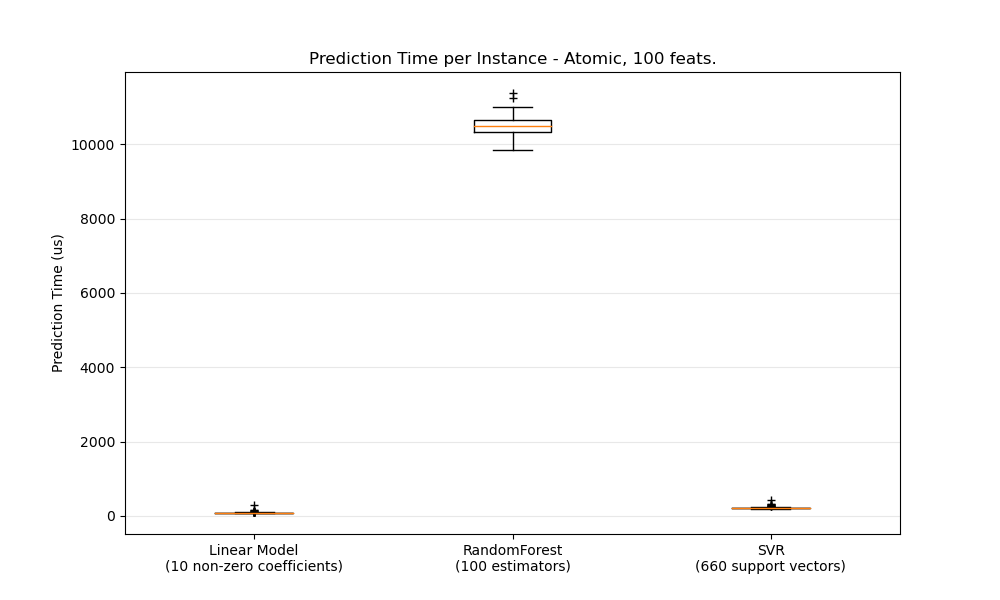 Prediction Time per Instance - Atomic, 100 feats.
Prediction Time (us)
10000
8000
6000
4000
2000
0
Linear Model
(10 non-zero coefficients)
RandomForest
(100 estimators)
SVR
(660 support vectors)